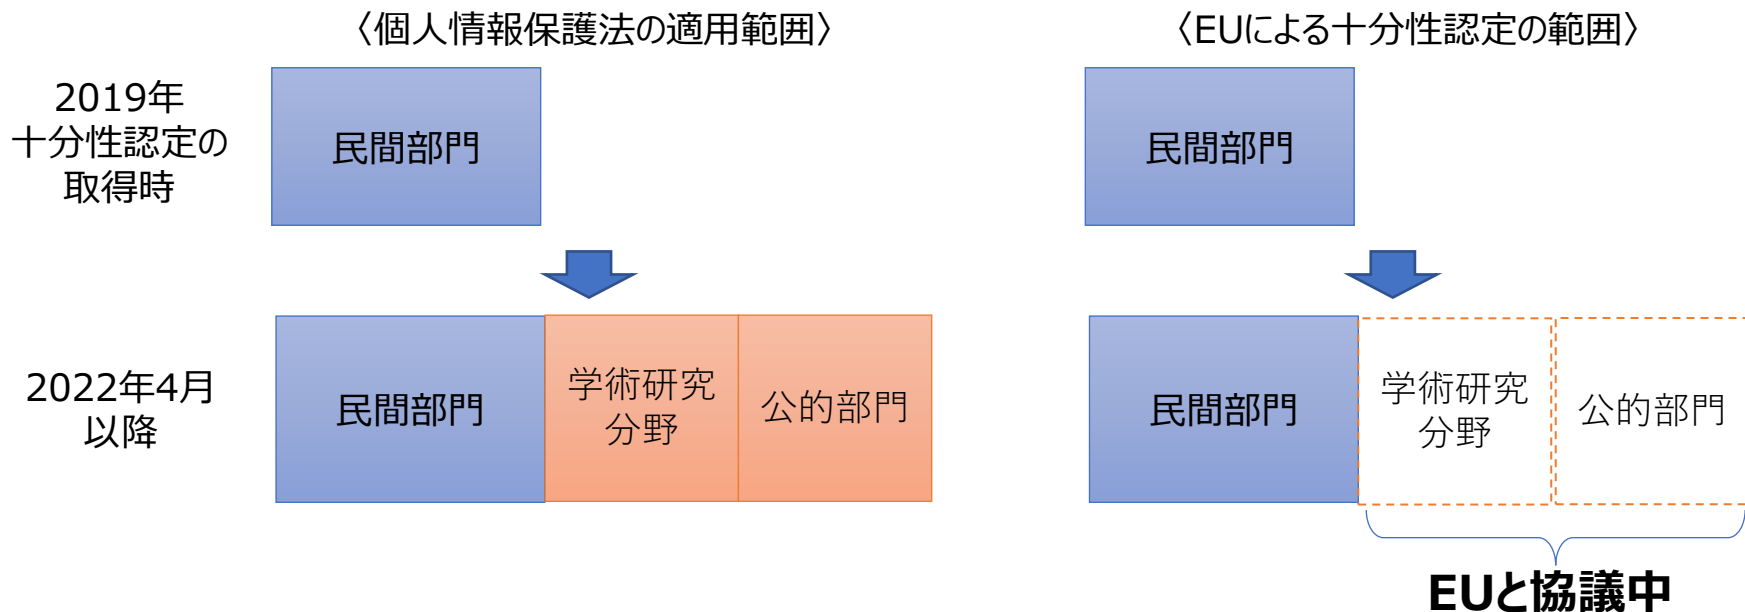 〈個人情報保護法の適用範囲〉
〈EUによる十分性認定の範囲〉
2019年
十分性認定の
取得時
民間部門
民間部門
2022年4月
以降
民間部門
学術研究
分野
公的部門
民間部門
学術研究
分野
公的部門
EUと協議中